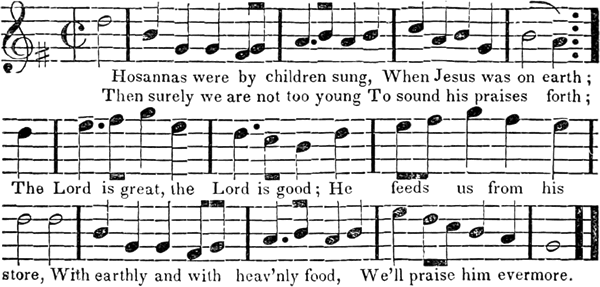 Hosannas were by children sung, When Jesus was on earth;
Then surely we are not too young To sound his praises forth;
The Lord is great, the Lord is good; He feeds us from his
store, With earthly and with heav'nly food, We'll praise him evermore.